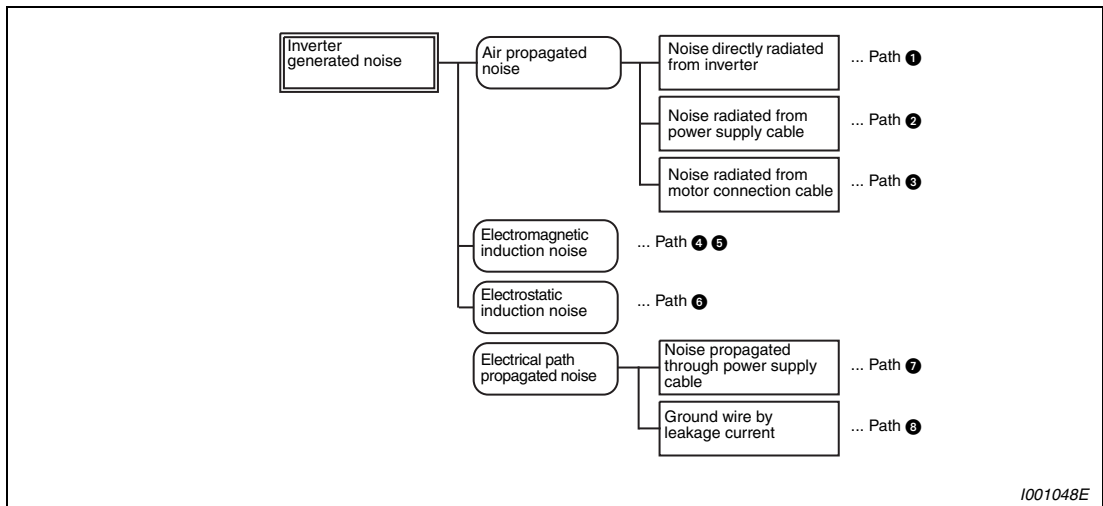 Inverter
generated noise
Air propagated
noise
Noise directly radiated
from inverter
... Path ❶
Noise radiated from
power supply cable
... Path ❷
Noise radiated from
motor connection cable
... Path ❸
Electromagnetic
induction noise
... Path ❹ ❺
Electrostatic
induction noise
... Path ❻
Electrical path
propagated noise
Noise propagated
through power supply
cable
... Path ❼
Ground wire by
leakage current
... Path ❽
I001048E